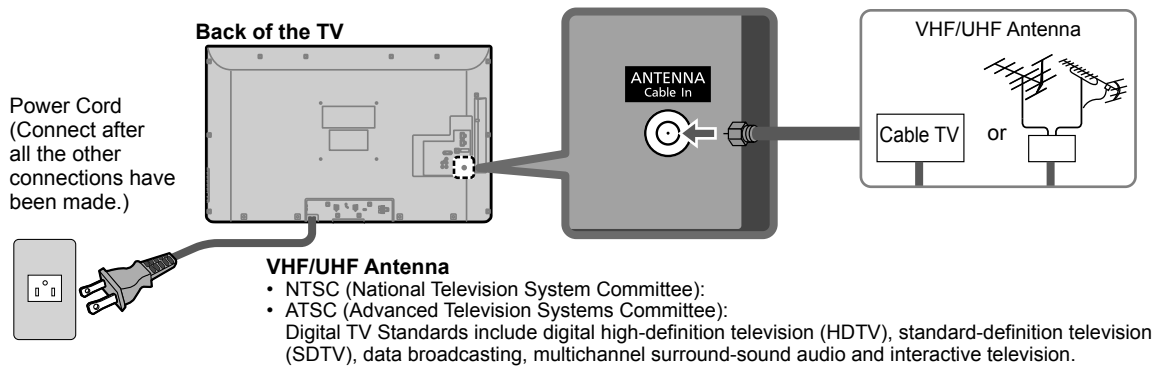 Back of the TV
Power Cord
(Connect after
all the other
connections have
been made.)
ANTENNA
Cable In
VHF/UHF Antenna
Cable TV
or
VHF/UHF Antenna
• NTSC (National Television System Committee):
• ATSC (Advanced Television Systems Committee):
Digital TV Standards include digital high-definition television (HDTV), standard-definition television
(SDTV), data broadcasting, multichannel surround-sound audio and interactive television.